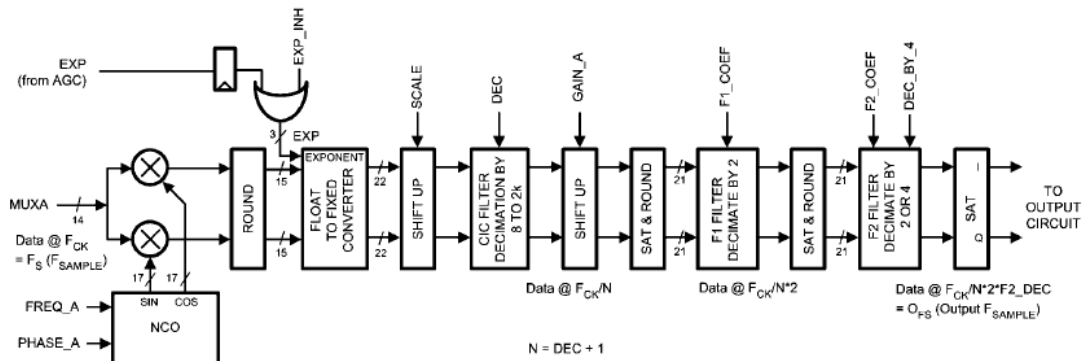 EXP
(from AGC)
EXP_INH
3
EXP
SCALE
DEC
GAIN_A
F1_COEF
F2_COEF
DEC_BY_4
MUXA
14
Data @ FCK
= FS (FSAMPLE)
ROUND
15
15
EXPONENT
FLOAT
TO FIXED
CONVERTER
22
22
SHIFT UP
CIC FILTER
DECIMATION BY
8 TO 2k
SHIFT UP
SAT & ROUND
21
21
F1 FILTER
DECIMATE BY 2
SAT & ROUND
21
21
F2 FILTER
DECIMATE BY
2 OR 4
SAT
I
Q
TO
OUTPUT
CIRCUIT
17
17
SIN
COS
NCO
FREQ_A
PHASE_A
Data @ FCK/N
Data @ FCK/N*2
Data @ FCK/N*2*F2_DEC
= OFS (Output FSAMPLE)
N = DEC + 1